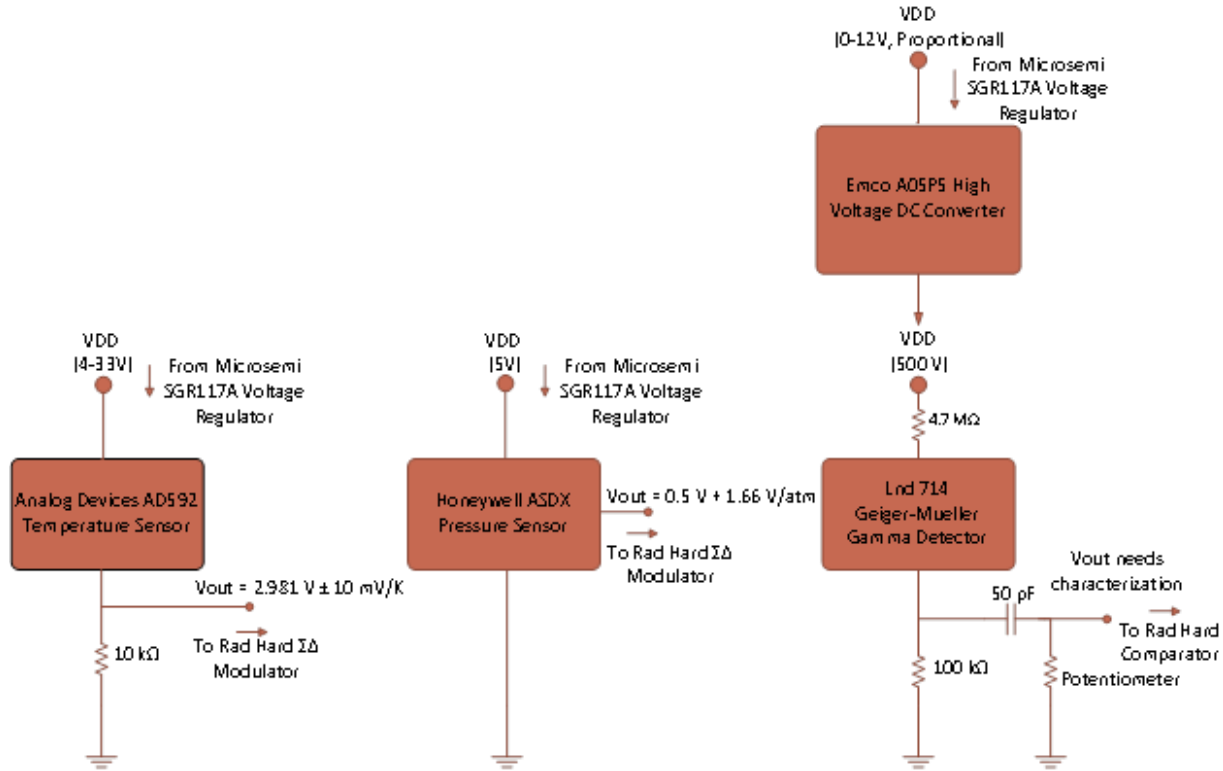 VDD
(0-12V, Proportional)
From Microsemi
SGR117A Voltage
Regulator
Emco A05P5 High
Voltage DC Converter
VDD
(4-33V)
From Microsemi
SGR117A Voltage
Regulator
VDD
(5V)
From Microsemi
SGR117A Voltage
Regulator
VDD
(500 V)
4.7 MΩ
Analog Devices AD592
Temperature Sensor
Honeywell ASDX
Pressure Sensor
Vout = 0.5 V + 1.66 V/atm
To Rad Hard ΣΔ
Modulator
Lnd 714
Geiger-Mueller
Gamma Detector
Vout = 2.981 V ± 10 mV/K
To Rad Hard ΣΔ
Modulator
10 kΩ
50 pF
Vout needs
characterization
To Rad Hard
Comparator
100 kΩ
Potentiometer